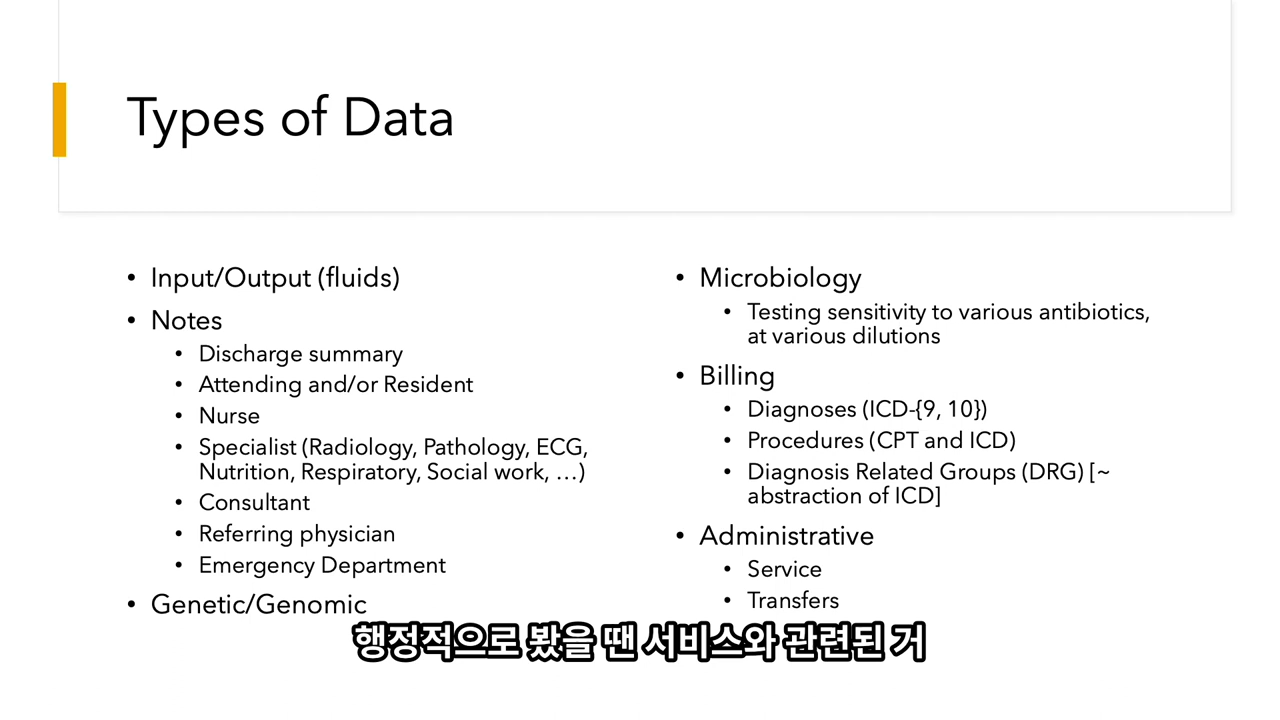 Types of Data
• Input/Output (fluids)
• Notes
• Discharge summary
• Attending and/or Resident
• Nurse
• Specialist (Radiology, Pathology, ECG,
Nutrition, Respiratory, Social work, …)
• Consultant
• Referring physician
• Emergency Department
• Genetic/Genomic
• Microbiology
• Testing sensitivity to various antibiotics,
at various dilutions
• Billing
• Diagnoses (ICD-{9, 10})
• Procedures (CPT and ICD)
• Diagnosis Related Groups (DRG) [~
abstraction of ICD]
• Administrative
• Service
• Transfers
행정적으로 봤을 땐 서비스와 관련된 거